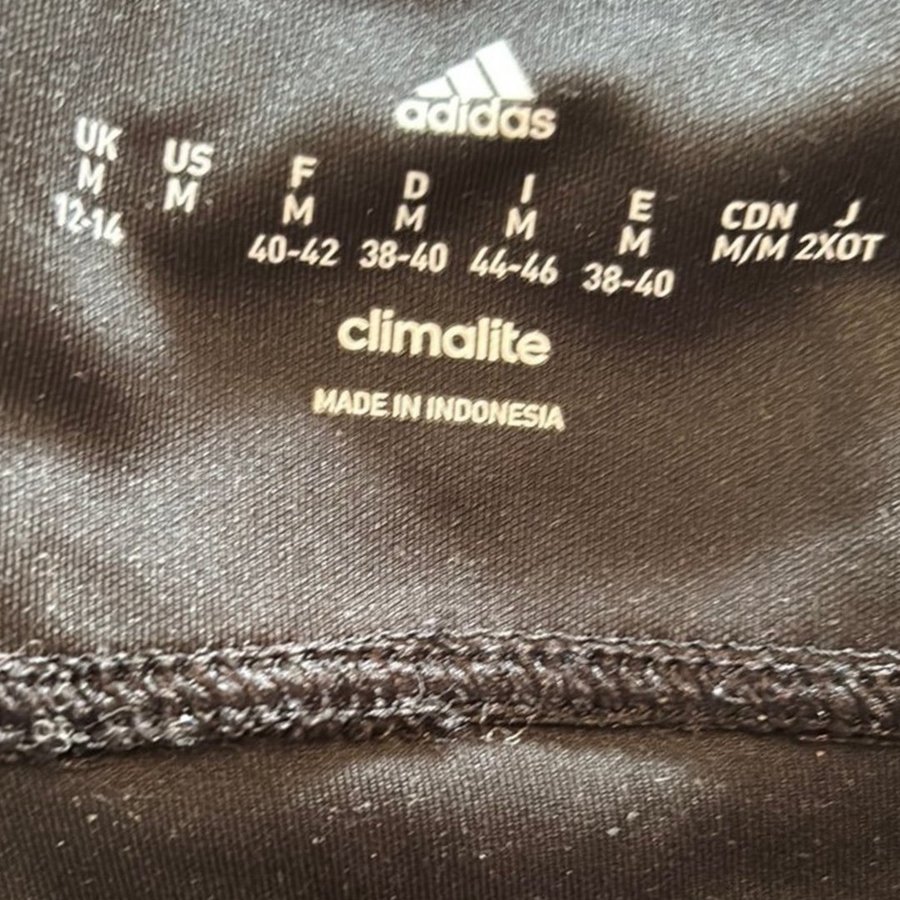 adidas
UK US F D I E CDN J
M M M M M M M/M 2XOT
12-14 40-42 38-40 44-46 38-40
climalite
MADE IN INDONESIA